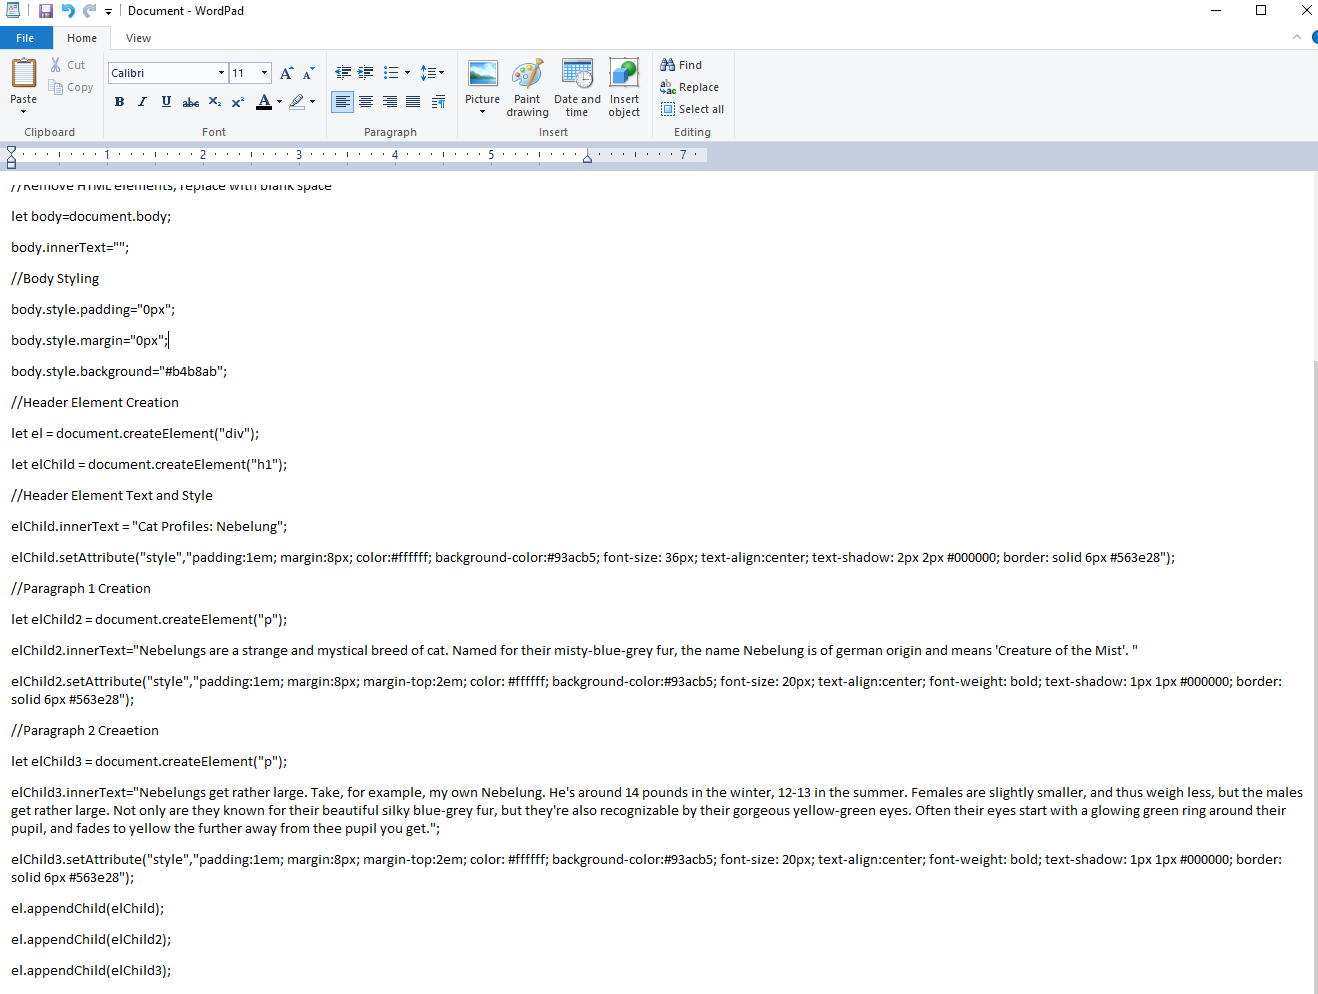 Document - WordPad
File Home View
Paste
Cut
Copy
Clipboard
Calibri 11
A A
B I U abc X₂ X² A
Font
Paragraph
Picture
Paint drawing
Date and time
Insert object
Insert
Find
Replace
Select all
Editing
1 2 3 4 5 7
//Remove HTML elements, replace with blank space
let body=document.body;
body.innerText="";
//Body Styling
body.style.padding="0px";
body.style.margin="0px";
body.style.background="#b4b8ab";
//Header Element Creation
let el = document.createElement("div");
let elChild = document.createElement("h1");
//Header Element Text and Style
elChild.innerText = "Cat Profiles: Nebelung";
elChild.setAttribute("style","padding:1em; margin:8px; color:#ffffff; background-color:#93acb5; font-size: 36px; text-align:center; text-shadow: 2px 2px #000000; border: solid 6px #563e28");
//Paragraph 1 Creation
let elChild2 = document.createElement("p");
elChild2.innerText="Nebelungs are a strange and mystical breed of cat. Named for their misty-blue-grey fur, the name Nebelung is of german origin and means 'Creature of the Mist'. "
elChild2.setAttribute("style","padding:1em; margin:8px; margin-top:2em; color: #ffffff; background-color:#93acb5; font-size: 20px; text-align:center; font-weight: bold; text-shadow: 1px 1px #000000; border:
solid 6px #563e28");
//Paragraph 2 Creaetion
let elChild3 = document.createElement("p");
elChild3.innerText="Nebelungs get rather large. Take, for example, my own Nebelung. He's around 14 pounds in the winter, 12-13 in the summer. Females are slightly smaller, and thus weigh less, but the males
get rather large. Not only are they known for their beautiful silky blue-grey fur, but they're also recognizable by their gorgeous yellow-green eyes. Often their eyes start with a glowing green ring around their
pupil, and fades to yellow the further away from thee pupil you get.";
elChild3.setAttribute("style","padding:1em; margin:8px; margin-top:2em; color: #ffffff; background-color:#93acb5; font-size: 20px; text-align:center; font-weight: bold; text-shadow: 1px 1px #000000; border:
solid 6px #563e28");
el.appendChild(elChild);
el.appendChild(elChild2);
el.appendChild(elChild3);